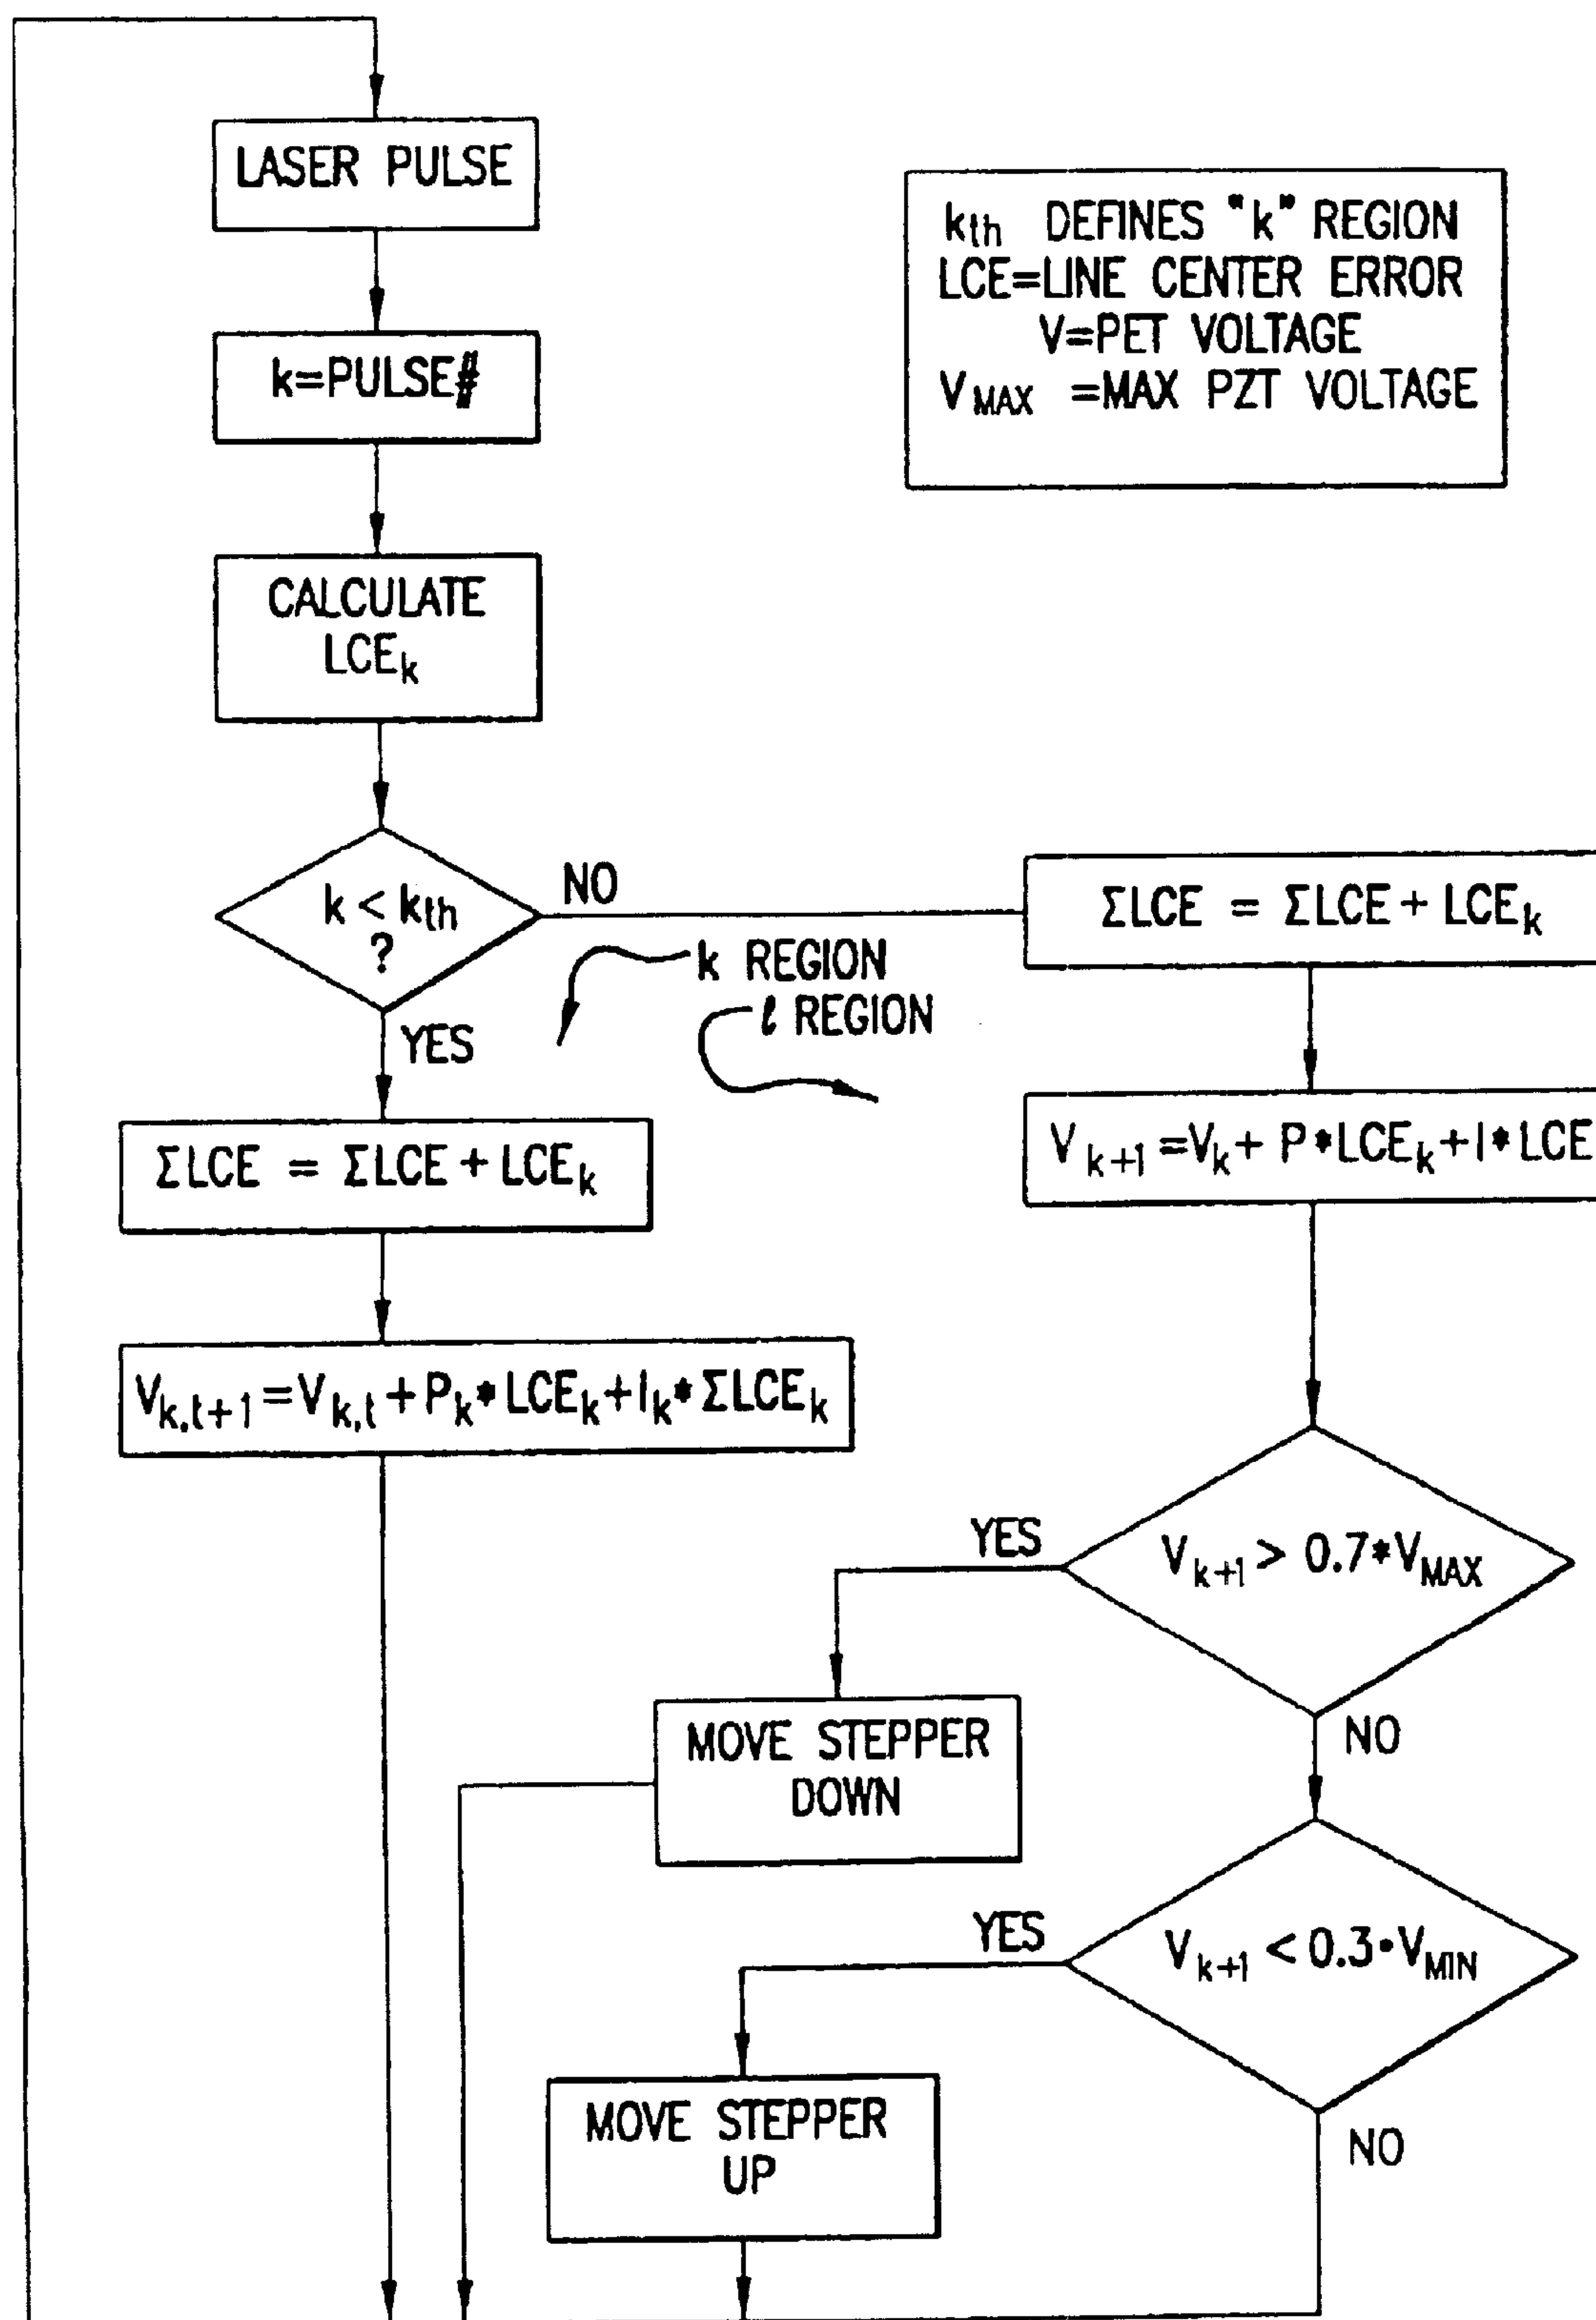 LASER PULSE
k=PULSE#
CALCULATE
LCEk
kth DEFINES "k" REGION
LCE=LINE CENTER ERROR
V=PET VOLTAGE
VMAX =MAX PZT VOLTAGE
k < kth
?
NO
YES
k REGION
ℓ REGION
ΣLCE = ΣLCE + LCEk
Vk,t+1 = Vk,t + Pk* LCEk + Ik* ΣLCEk
ΣLCE = ΣLCE + LCEk
Vk+1 = Vk + P*LCEk + I*LCE
Vk+1 > 0.7*VMAX
YES
NO
MOVE STEPPER
DOWN
Vk+1 < 0.3•VMIN
YES
NO
MOVE STEPPER
UP